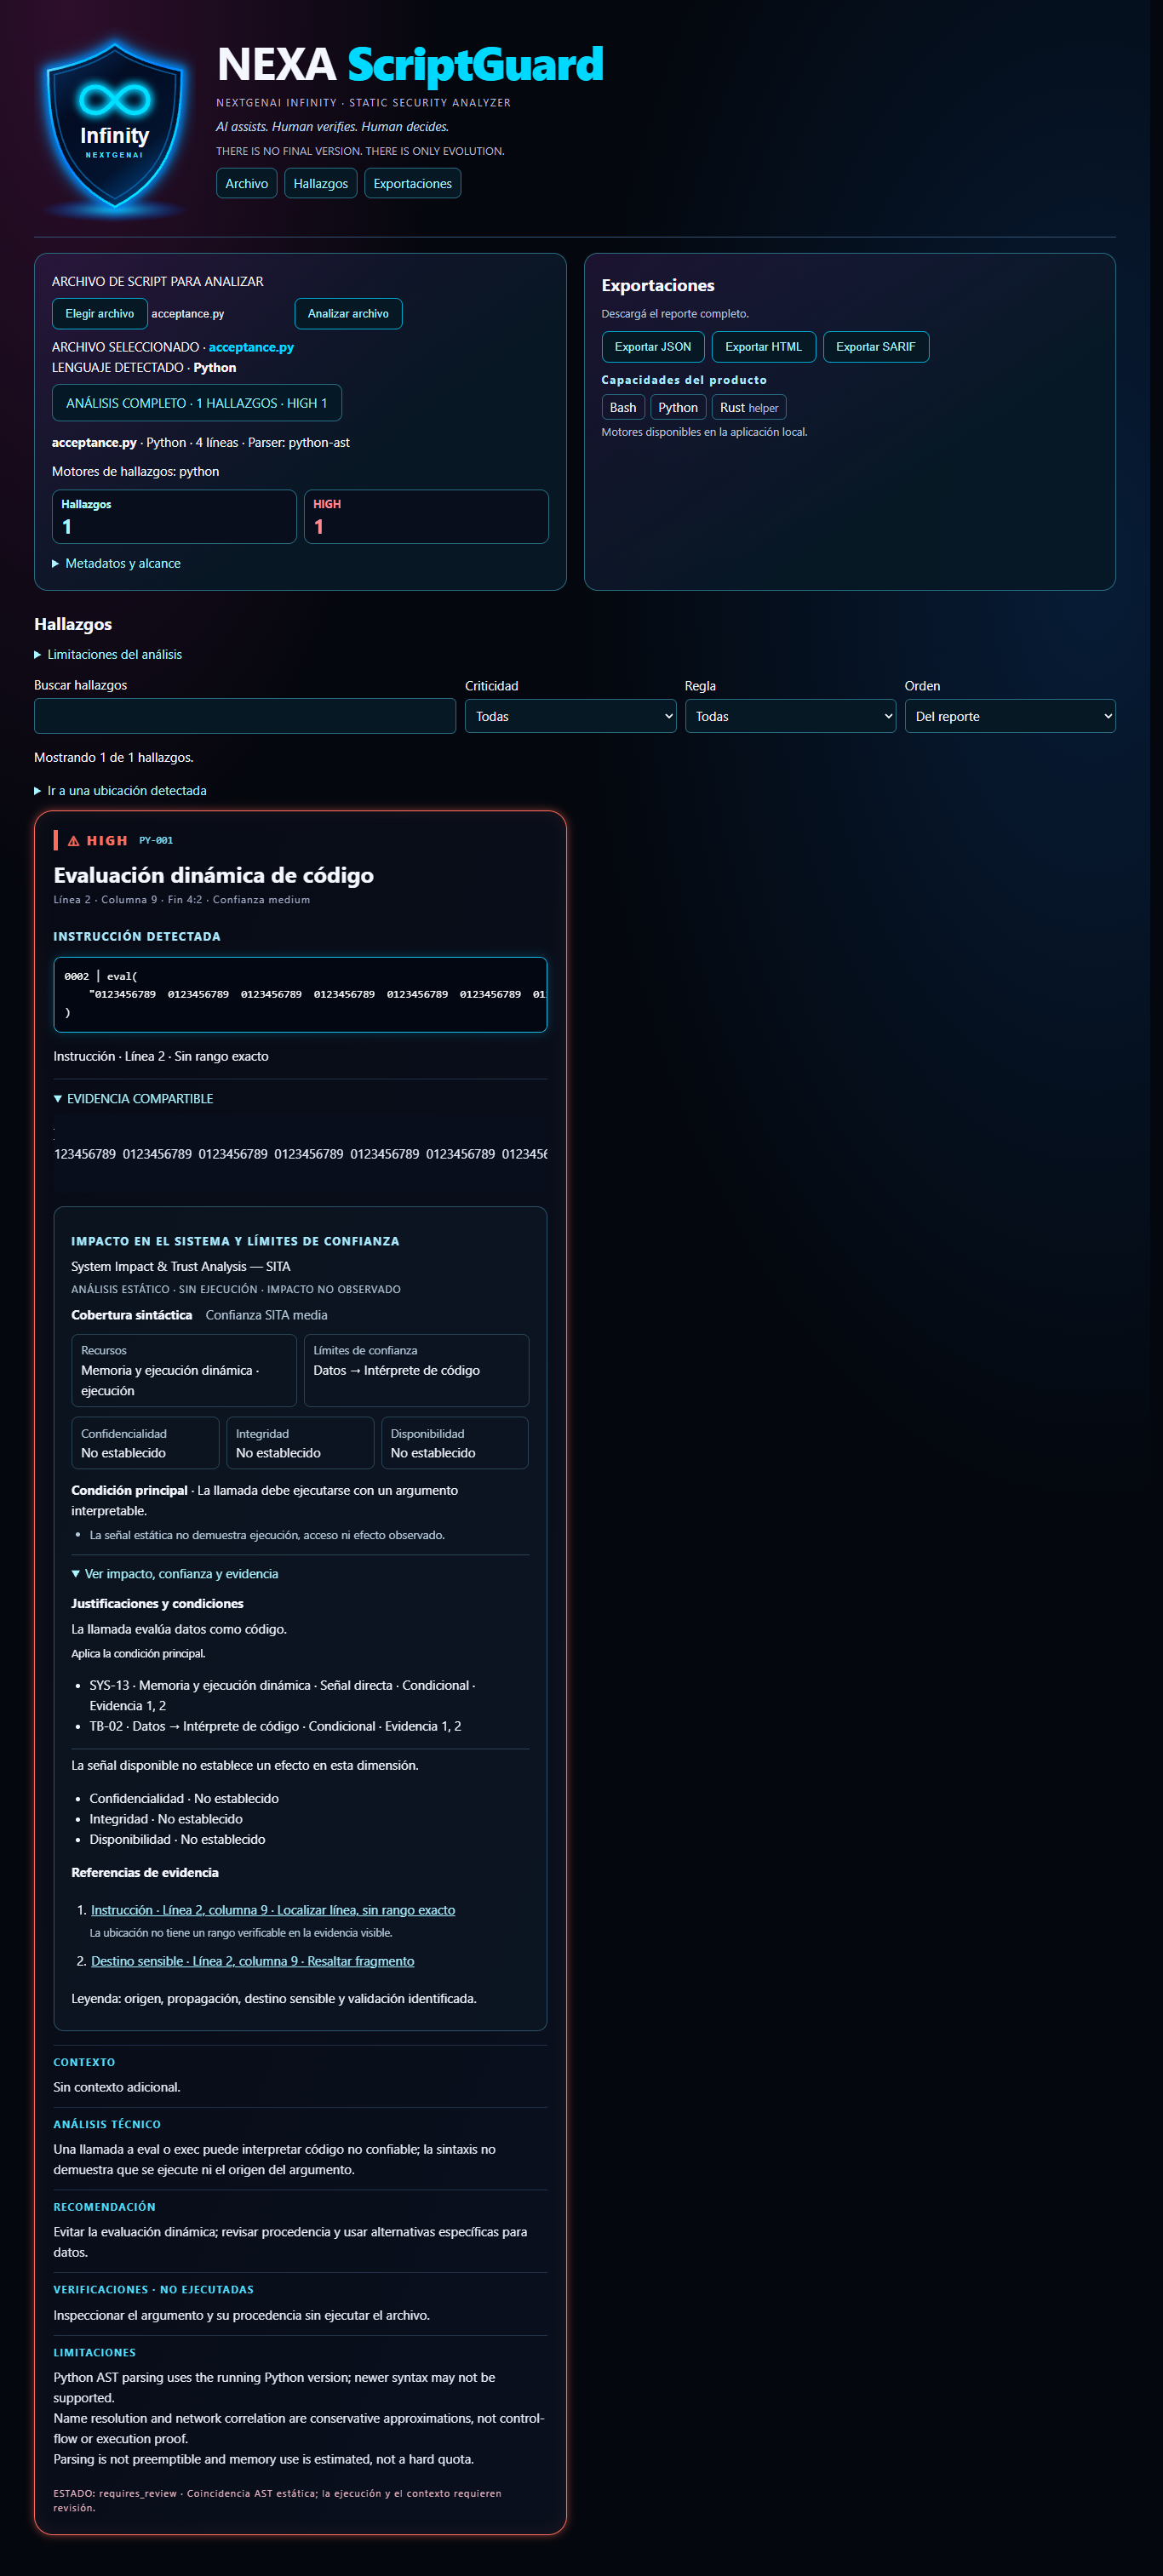 Infinity
NEXTGENAI
NEXA ScriptGuard
NEXTGENAI INFINITY · STATIC SECURITY ANALYZER
AI assists. Human verifies. Human decides.
THERE IS NO FINAL VERSION. THERE IS ONLY EVOLUTION.
Archivo Hallazgos Exportaciones
ARCHIVO DE SCRIPT PARA ANALIZAR
Elegir archivo acceptance.py Analizar archivo
ARCHIVO SELECCIONADO · acceptance.py
LENGUAJE DETECTADO · Python
ANÁLISIS COMPLETO · 1 HALLAZGOS · HIGH 1
acceptance.py · Python · 4 líneas · Parser: python-ast
Motores de hallazgos: python
Hallazgos HIGH
1 1
Metadatos y alcance
Exportaciones
Descargá el reporte completo.
Exportar JSON Exportar HTML Exportar SARIF
Capacidades del producto
Bash Python Rust helper
Motores disponibles en la aplicación local.
Hallazgos
Limitaciones del análisis
Buscar hallazgos Criticidad Regla Orden
Todas Todas Del reporte
Mostrando 1 de 1 hallazgos.
Ir a una ubicación detectada
⚠ HIGH PY-001
Evaluación dinámica de código
Línea 2 · Columna 9 · Fin 4:2 · Confianza medium
INSTRUCCIÓN DETECTADA
0002 | eval(
"0123456789 0123456789 0123456789 0123456789 0123456789 0123456789 01
)
Instrucción · Línea 2 · Sin rango exacto
EVIDENCIA COMPARTIBLE
123456789 0123456789 0123456789 0123456789 0123456789 0123456789 012345
IMPACTO EN EL SISTEMA Y LÍMITES DE CONFIANZA
System Impact & Trust Analysis — SITA
ANÁLISIS ESTÁTICO · SIN EJECUCIÓN · IMPACTO NO OBSERVADO
Cobertura sintáctica Confianza SITA media
Recursos
Memoria y ejecución dinámica ·
ejecución
Límites de confianza
Datos → Intérprete de código
Confidencialidad Integridad Disponibilidad
No establecido No establecido No establecido
Condición principal · La llamada debe ejecutarse con un argumento
interpretable.
• La señal estática no demuestra ejecución, acceso ni efecto observado.
Ver impacto, confianza y evidencia
Justificaciones y condiciones
La llamada evalúa datos como código.
Aplica la condición principal.
• SYS-13 · Memoria y ejecución dinámica · Señal directa · Condicional ·
Evidencia 1, 2
• TB-02 · Datos → Intérprete de código · Condicional · Evidencia 1, 2
La señal disponible no establece un efecto en esta dimensión.
• Confidencialidad · No establecido
• Integridad · No establecido
• Disponibilidad · No establecido
Referencias de evidencia
1. Instrucción · Línea 2, columna 9 · Localizar línea, sin rango exacto
La ubicación no tiene un rango verificable en la evidencia visible.
2. Destino sensible · Línea 2, columna 9 · Resaltar fragmento
Leyenda: origen, propagación, destino sensible y validación identificada.
CONTEXTO
Sin contexto adicional.
ANÁLISIS TÉCNICO
Una llamada a eval o exec puede interpretar código no confiable; la sintaxis no
demuestra que se ejecute ni el origen del argumento.
RECOMENDACIÓN
Evitar la evaluación dinámica; revisar procedencia y usar alternativas específicas para
datos.
VERIFICACIONES · NO EJECUTADAS
Inspeccionar el argumento y su procedencia sin ejecutar el archivo.
LIMITACIONES
Python AST parsing uses the running Python version; newer syntax may not be
supported.
Name resolution and network correlation are conservative approximations, not control-
flow or execution proof.
Parsing is not preemptible and memory use is estimated, not a hard quota.
ESTADO: requires_review · Coincidencia AST estática; la ejecución y el contexto requieren
revisión.